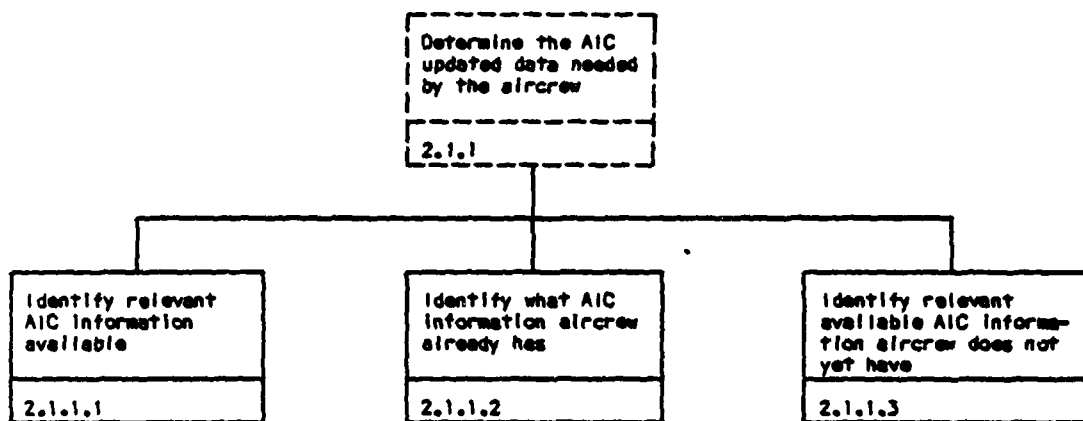 Determine the AIC
updated data needed
by the aircrew
2.1.1
Identify relevant
AIC information
available
2.1.1.1
Identify what AIC
information aircrew
already has
2.1.1.2
Identify relevant
available AIC informa-
tion aircrew does not
yet have
2.1.1.3